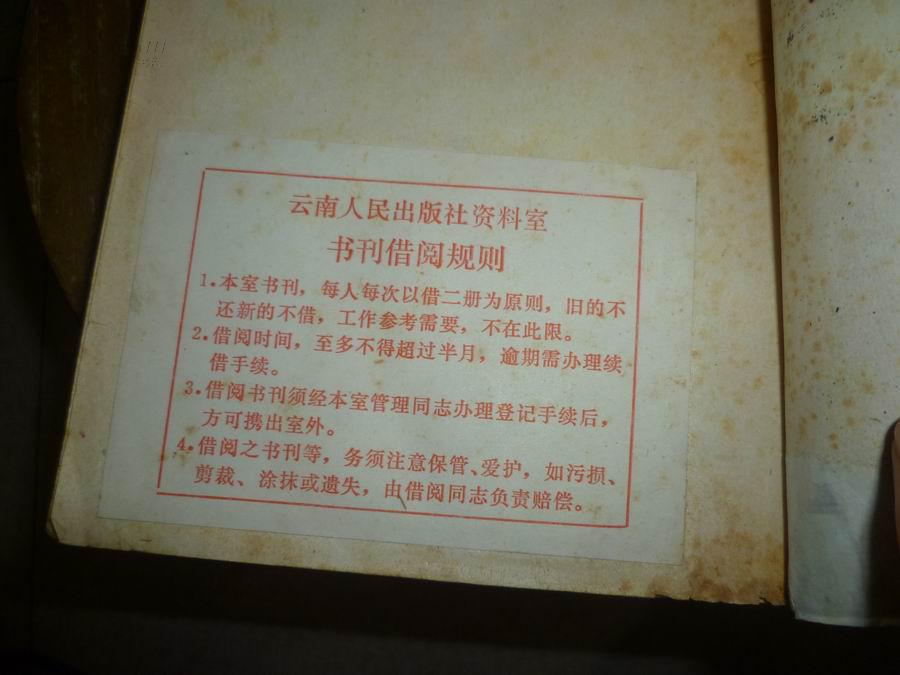 云南人民出版社资料室
书刊借阅规则
1.本室书刊，每人每次以借二册为原则，旧的不
还新的不借，工作参考需要，不在此限。
2.借阅时间，至多不得超过半月，逾期需办理续
借手续。
3.借阅书刊须经本室管理同志办理登记手续后，
方可携出室外。
4.借阅之书刊等，务须注意保管、爱护，如污损、
剪裁、涂抹或遗失，由借阅同志负责赔偿。